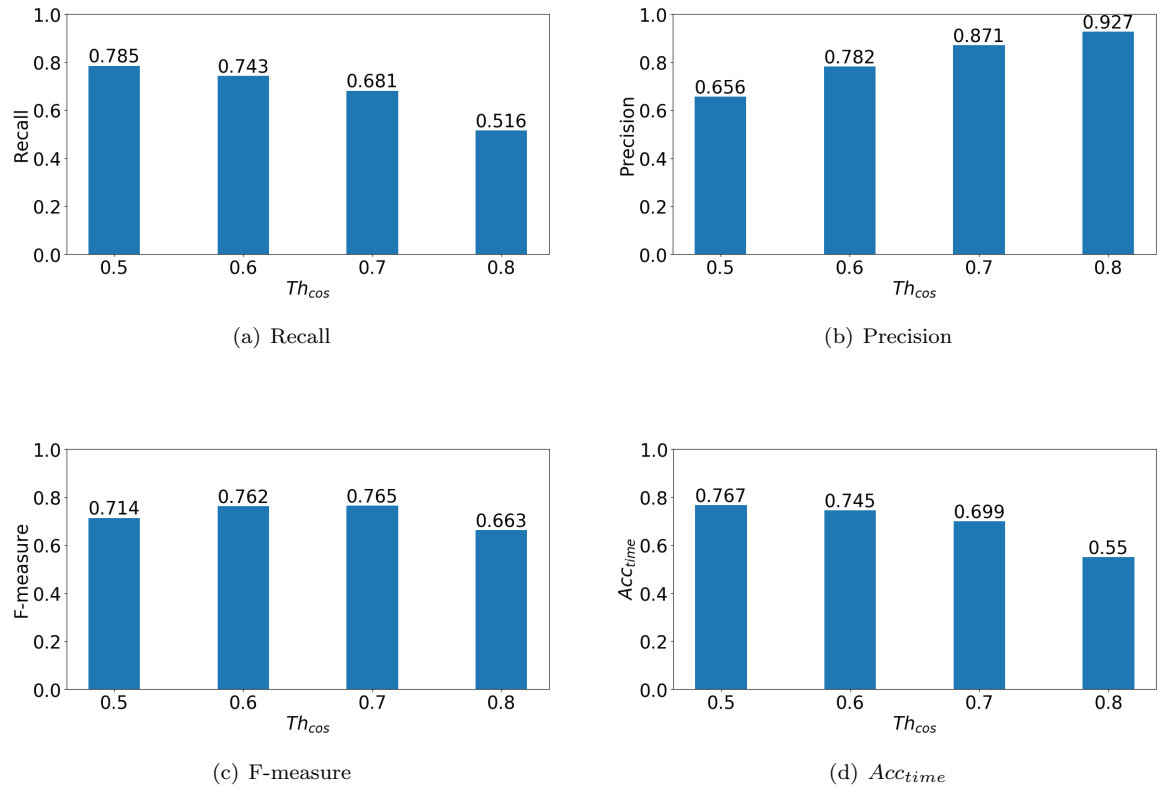 Recall
1.0
0.8
0.6
0.4
0.2
0.0
0.785
0.743
0.681
0.516
0.5 0.6 0.7 0.8
Th_cos
(a) Recall
Precision
1.0
0.8
0.6
0.4
0.2
0.0
0.656
0.782
0.871
0.927
0.5 0.6 0.7 0.8
Th_cos
(b) Precision
F-measure
1.0
0.8
0.6
0.4
0.2
0.0
0.714
0.762
0.765
0.663
0.5 0.6 0.7 0.8
Th_cos
(c) F-measure
Acc_time
1.0
0.8
0.6
0.4
0.2
0.0
0.767
0.745
0.699
0.55
0.5 0.6 0.7 0.8
Th_cos
(d) Acc_time